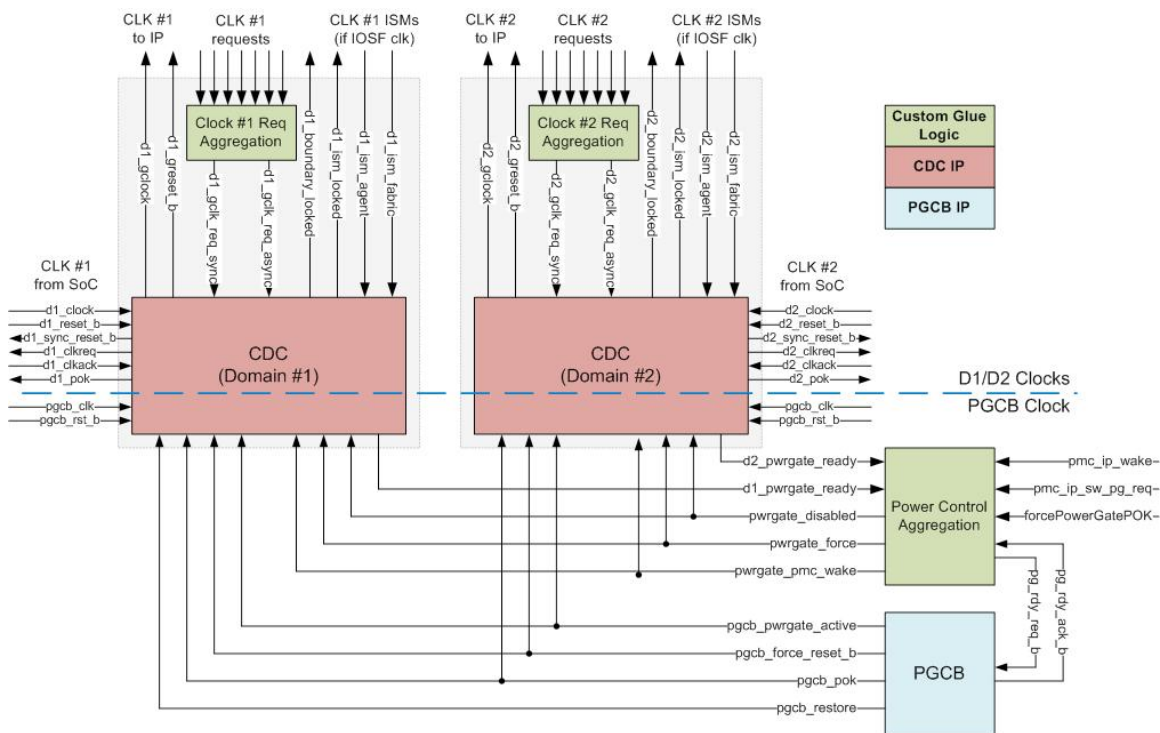 CLK #1
to IP
CLK #1
requests
CLK #1 ISMs
(if IOSF clk)
CLK #2
to IP
CLK #2
requests
CLK #2 ISMs
(if IOSF clk)
d1_gclock
d1_greset_b
Clock #1 Req
Aggregation
d1_gclk_req_sync
d1_gclk_req_async
d1_boundary_locked
d1_ism_locked
d1_ism_agent
d1_ism_fabric
d2_gclock
d2_greset_b
Clock #2 Req
Aggregation
d2_gclk_req_sync
d2_gclk_req_async
d2_boundary_locked
d2_ism_locked
d2_ism_agent
d2_ism_fabric
Custom Glue
Logic
CDC IP
PGCB IP
CLK #1
from SoC
d1_clock
d1_reset_b
d1_sync_reset_b
d1_clkreq
d1_clkack
d1_pok
pgcb_clk
pgcb_rst_b
CDC
(Domain #1)
CDC
(Domain #2)
CLK #2
from SoC
d2_clock
d2_reset_b
d2_sync_reset_b
d2_clkreq
d2_clkack
d2_pok
pgcb_clk
pgcb_rst_b
D1/D2 Clocks
PGCB Clock
d2_pwrgate_ready
d1_pwrgate_ready
pwrgate_disabled
pwrgate_force
pwrgate_pmc_wake
Power Control
Aggregation
pmc_ip_wake
pmc_ip_sw_pg_req
forcePowerGatePOK
pg_rdy_req_b
pg_rdy_ack_b
pgcb_pwrgate_active
pgcb_force_reset_b
pgcb_pok
pgcb_restore
PGCB